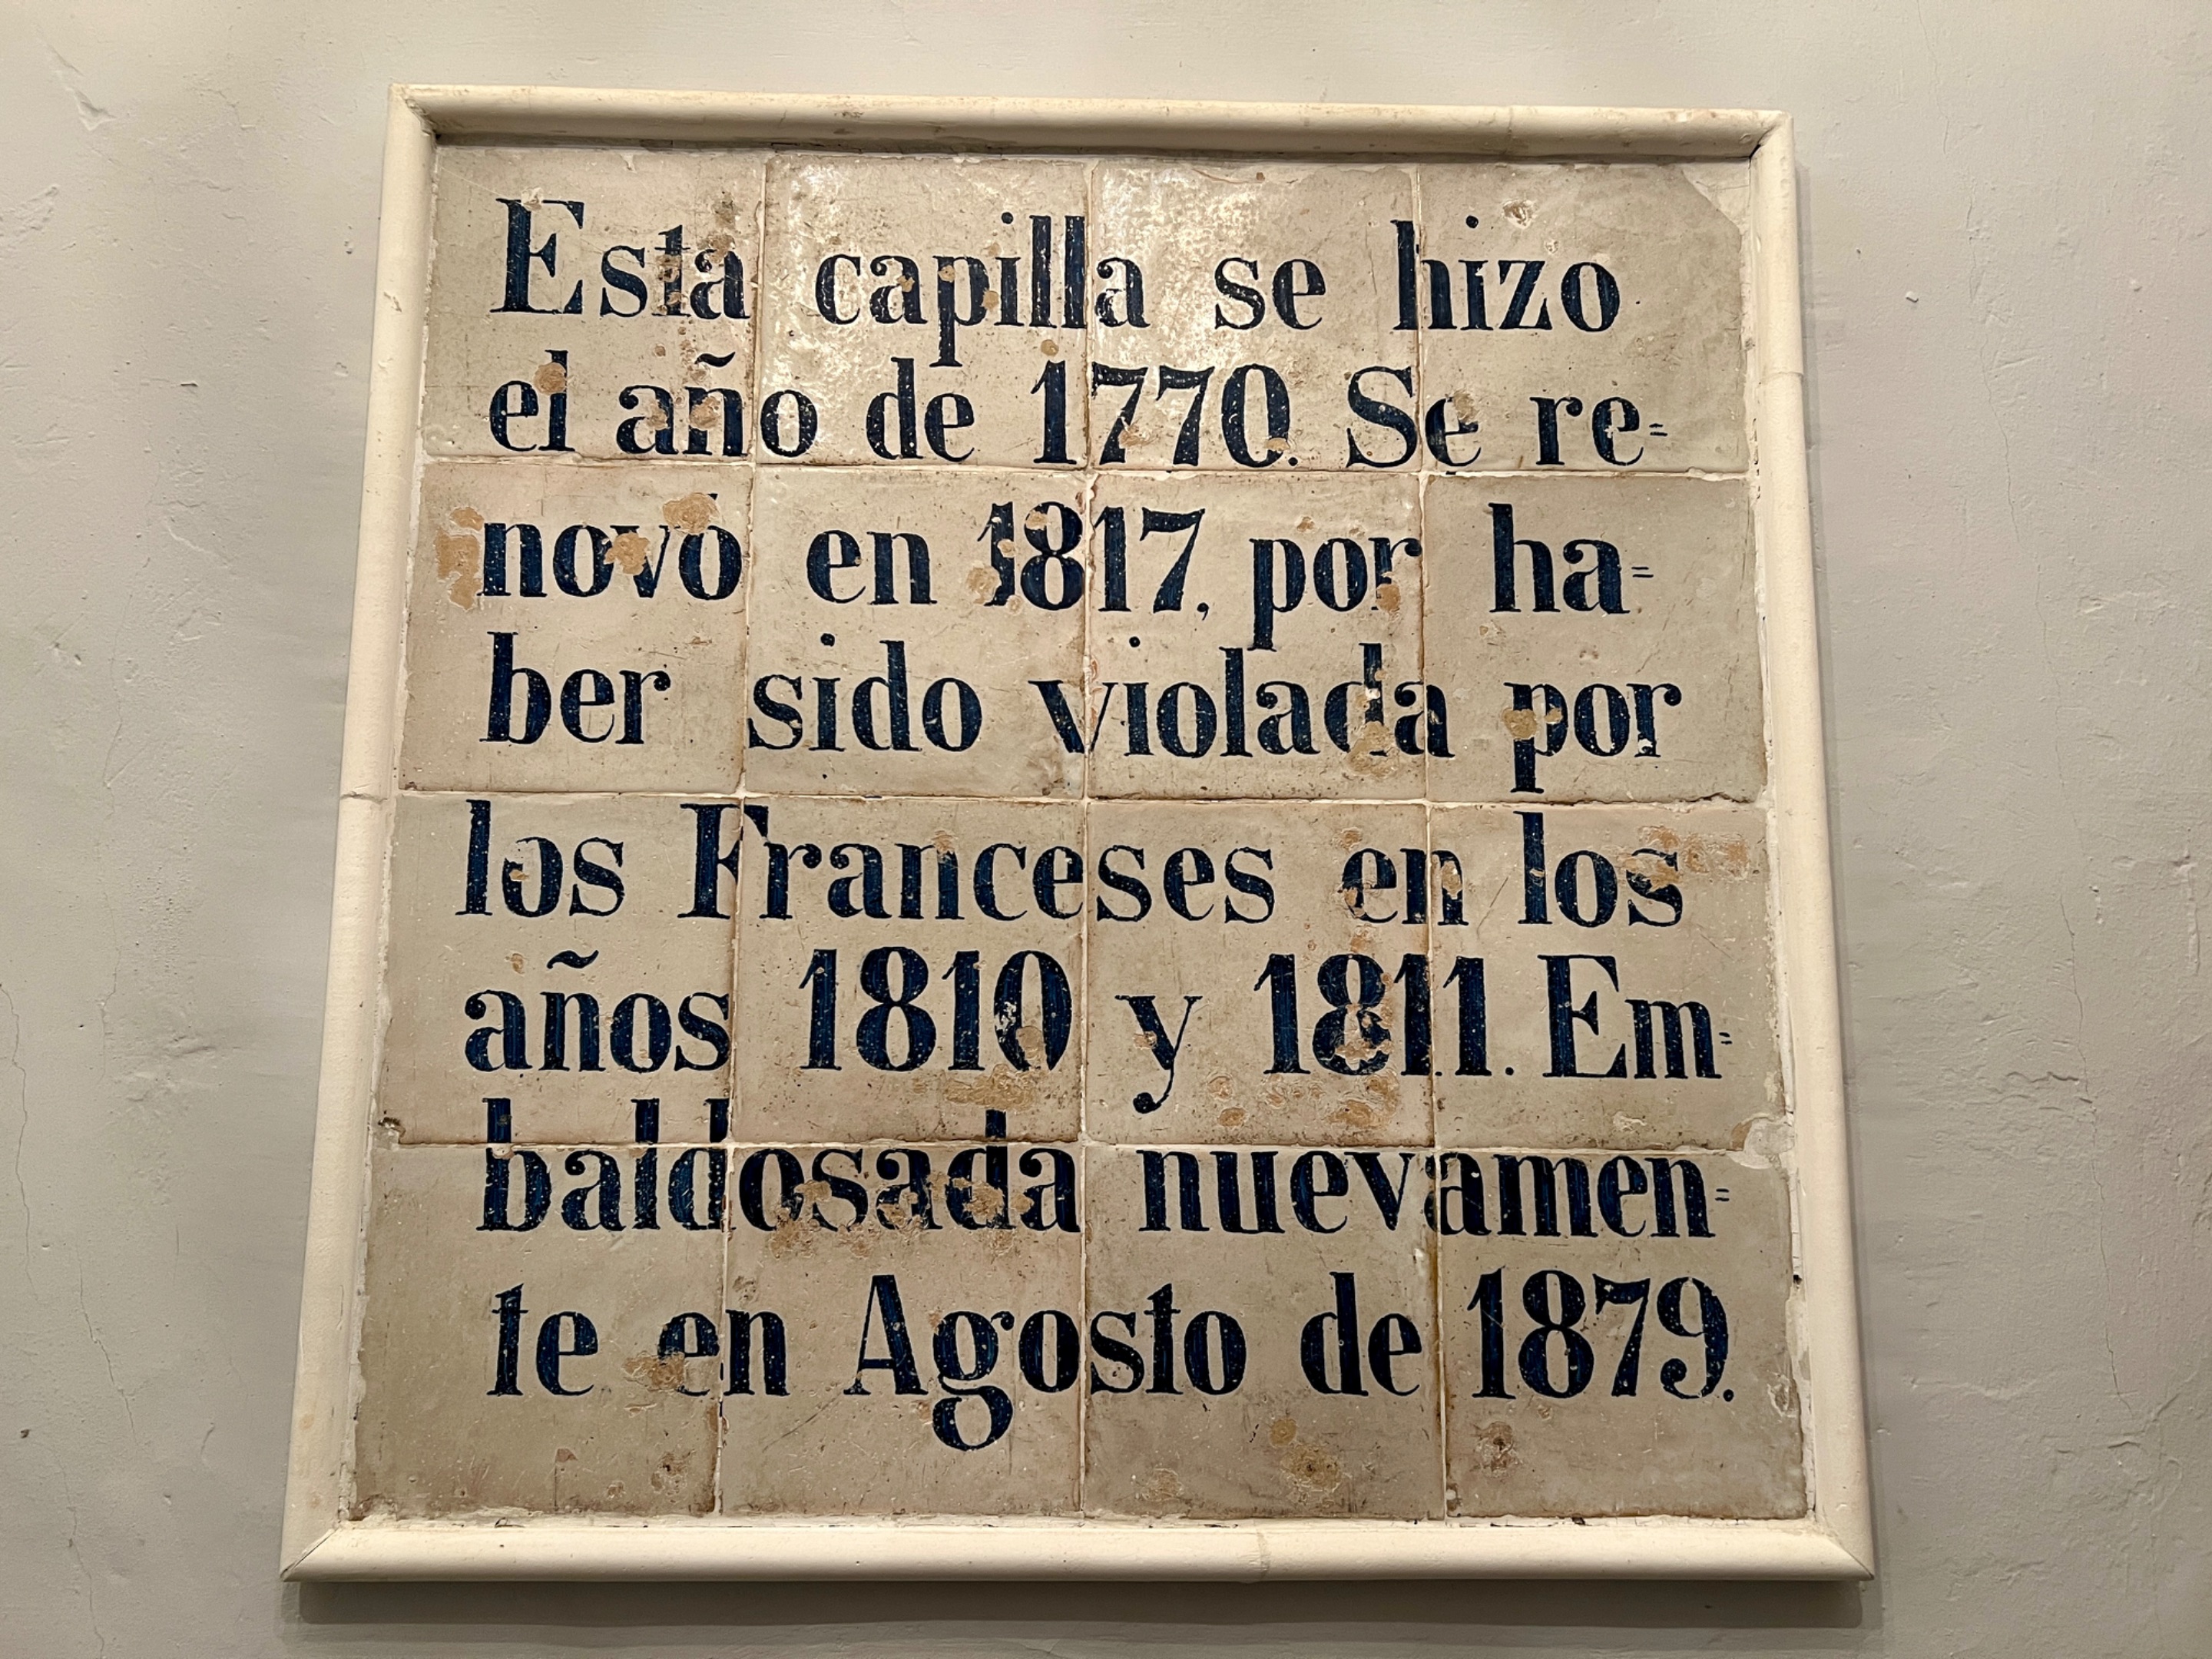 Esta capilla se hizo
el año de 1770. Se re=
novó en 1817, por ha=
ber sido violada por
los Franceses en los
años 1810 y 1811. Em=
baldosada nuevamen=
te en Agosto de 1879.